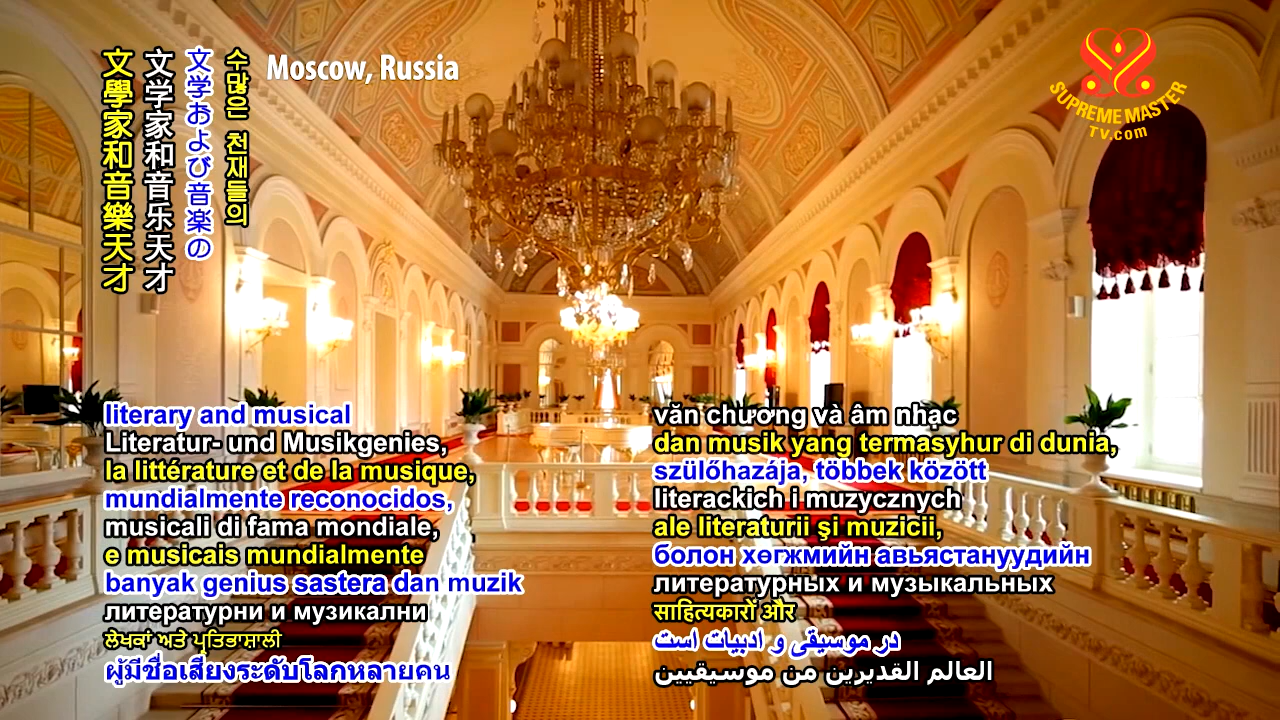 文學家和音樂天才
文学家和音乐天才
文学および音楽の
수많은 천재들의
Moscow, Russia
SUPREME MASTER
TV.com
literary and musical
Literatur- und Musikgenies,
la littérature et de la musique,
mundialmente reconocidos,
musicali di fama mondiale,
e musicais mundialmente
banyak genius sastera dan muzik
литературни и музикални
ਲੇਖਕਾਂ ਅਤੇ ਪ੍ਰਤਿਭਾਸ਼ਾਲੀ
ผู้มีชื่อเสียงระดับโลกหลายคน
văn chương và âm nhạc
dan musik yang termasyhur di dunia,
szülőhazája, többek között
literackich i muzycznych
ale literaturii şi muzicii,
болон хөгжмийн авьястануудийн
литературных и музыкальных
साहित्यकारों और
در موسیقی و ادبیات است
العالم القديرين من موسيقيين